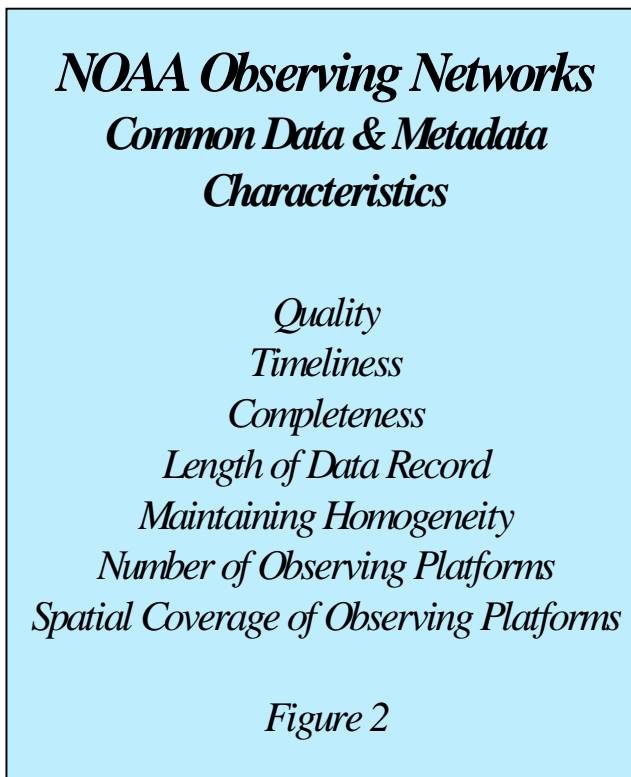 NOAA Observing Networks
Common Data & Metadata
Characteristics
Quality
Timeliness
Completeness
Length of Data Record
Maintaining Homogeneity
Number of Observing Platforms
Spatial Coverage of Observing Platforms
Figure 2